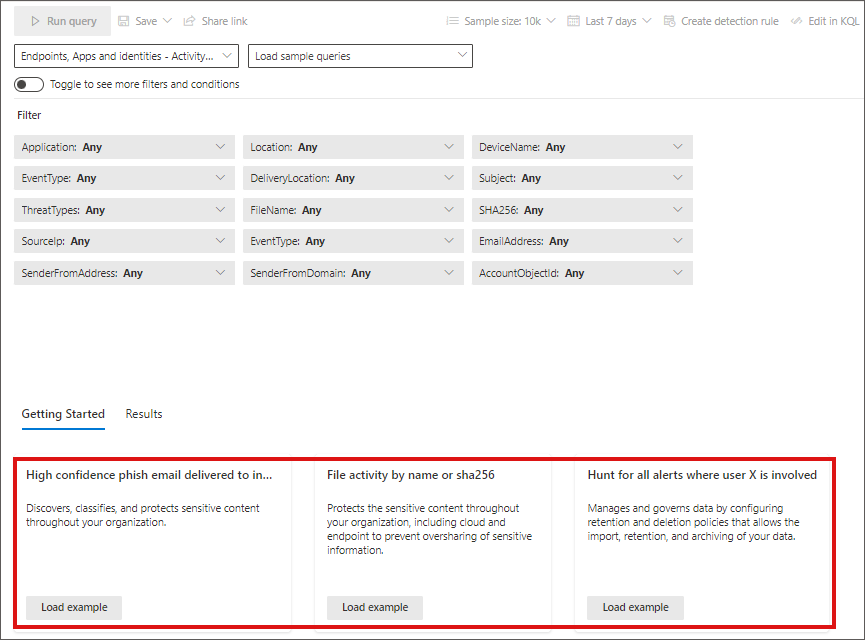 Run query Save Share link Sample size: 10k Last 7 days Create detection rule Edit in KQL
Endpoints, Apps and identities - Activity... Load sample queries
Toggle to see more filters and conditions
Filter
Application: Any Location: Any DeviceName: Any
EventType: Any DeliveryLocation: Any Subject: Any
ThreatTypes: Any FileName: Any SHA256: Any
SourceIp: Any EventType: Any EmailAddress: Any
SenderFromAddress: Any SenderFromDomain: Any AccountObjectId: Any
Getting Started Results
High confidence phish email delivered to in...
Discovers, classifies, and protects sensitive content
throughout your organization.
Load example
File activity by name or sha256
Protects the sensitive content throughout
your organization, including cloud and
endpoint to prevent oversharing of sensitive
information.
Load example
Hunt for all alerts where user X is involved
Manages and governs data by configuring
retention and deletion policies that allows the
import, retention, and archiving of your data.
Load example